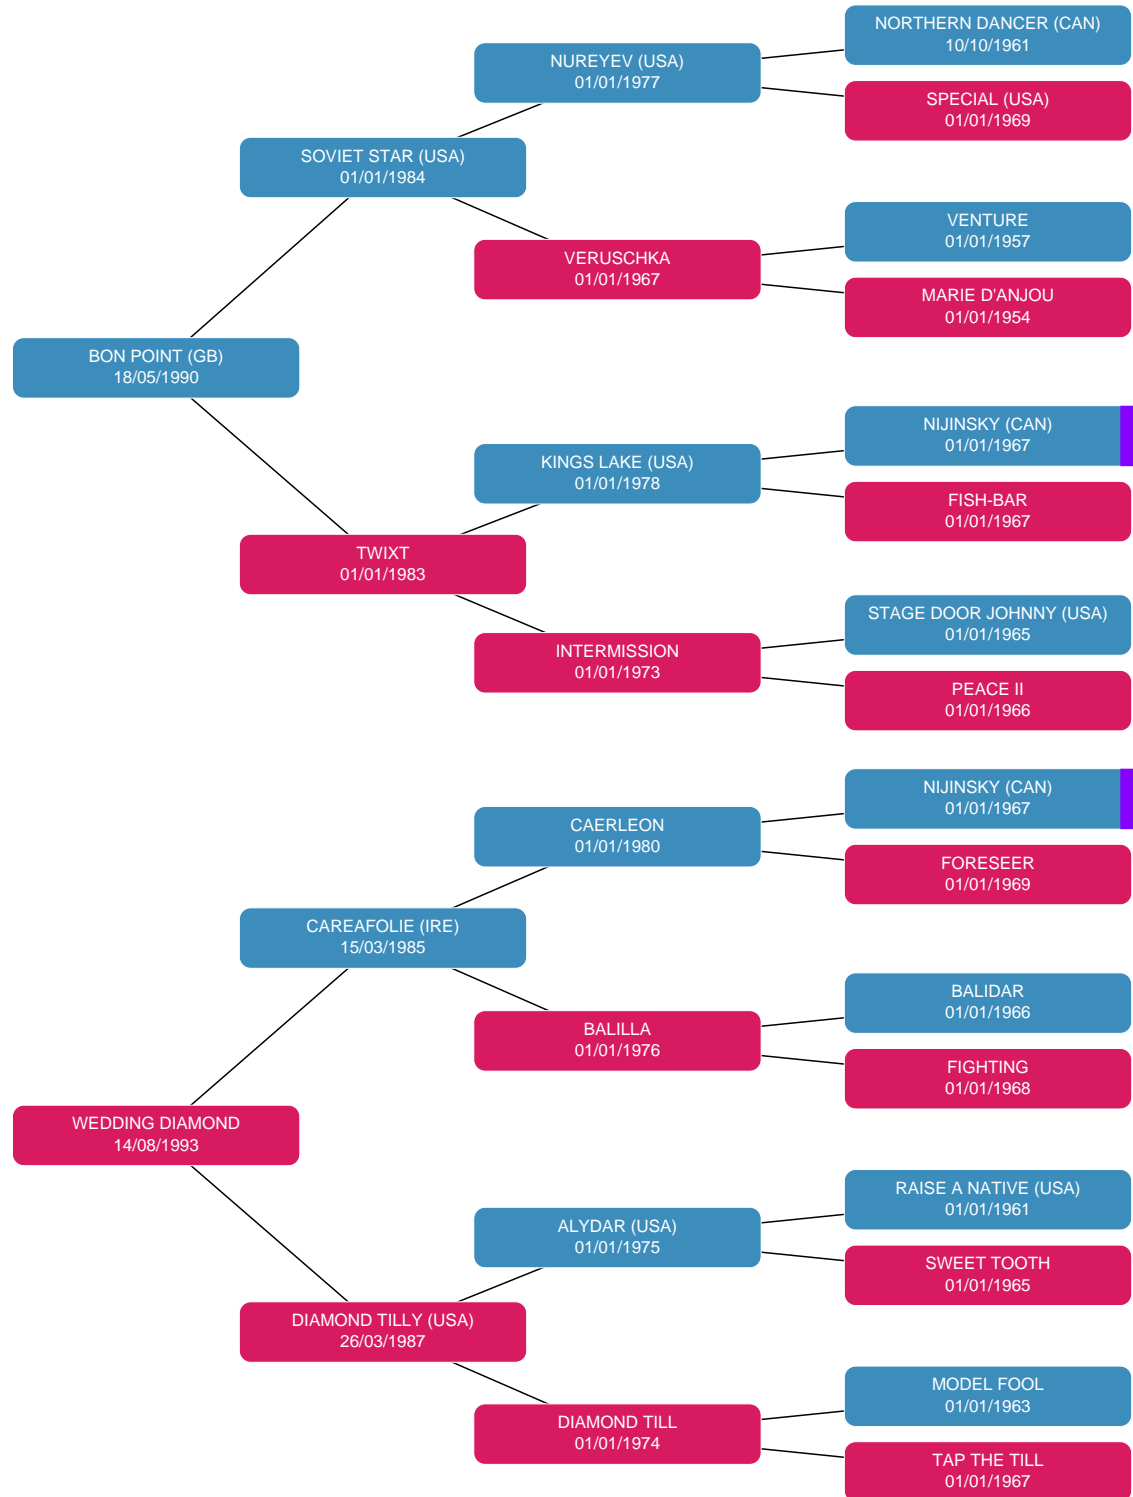 NORTHERN DANCER (CAN)
10/10/1961
NUREYEV (USA)
01/01/1977
SPECIAL (USA)
01/01/1969
SOVIET STAR (USA)
01/01/1984
VENTURE
01/01/1957
VERUSCHKA
01/01/1967
MARIE D'ANJOU
01/01/1954
BON POINT (GB)
18/05/1990
NIJINSKY (CAN)
01/01/1967
KINGS LAKE (USA)
01/01/1978
FISH-BAR
01/01/1967
TWIXT
01/01/1983
STAGE DOOR JOHNNY (USA)
01/01/1965
INTERMISSION
01/01/1973
PEACE II
01/01/1966
NIJINSKY (CAN)
01/01/1967
CAERLEON
01/01/1980
FORESEER
01/01/1969
CAREAFOLIE (IRE)
15/03/1985
BALIDAR
01/01/1966
BALILLA
01/01/1976
FIGHTING
01/01/1968
WEDDING DIAMOND
14/08/1993
RAISE A NATIVE (USA)
01/01/1961
ALYDAR (USA)
01/01/1975
SWEET TOOTH
01/01/1965
DIAMOND TILLY (USA)
26/03/1987
MODEL FOOL
01/01/1963
DIAMOND TILL
01/01/1974
TAP THE TILL
01/01/1967